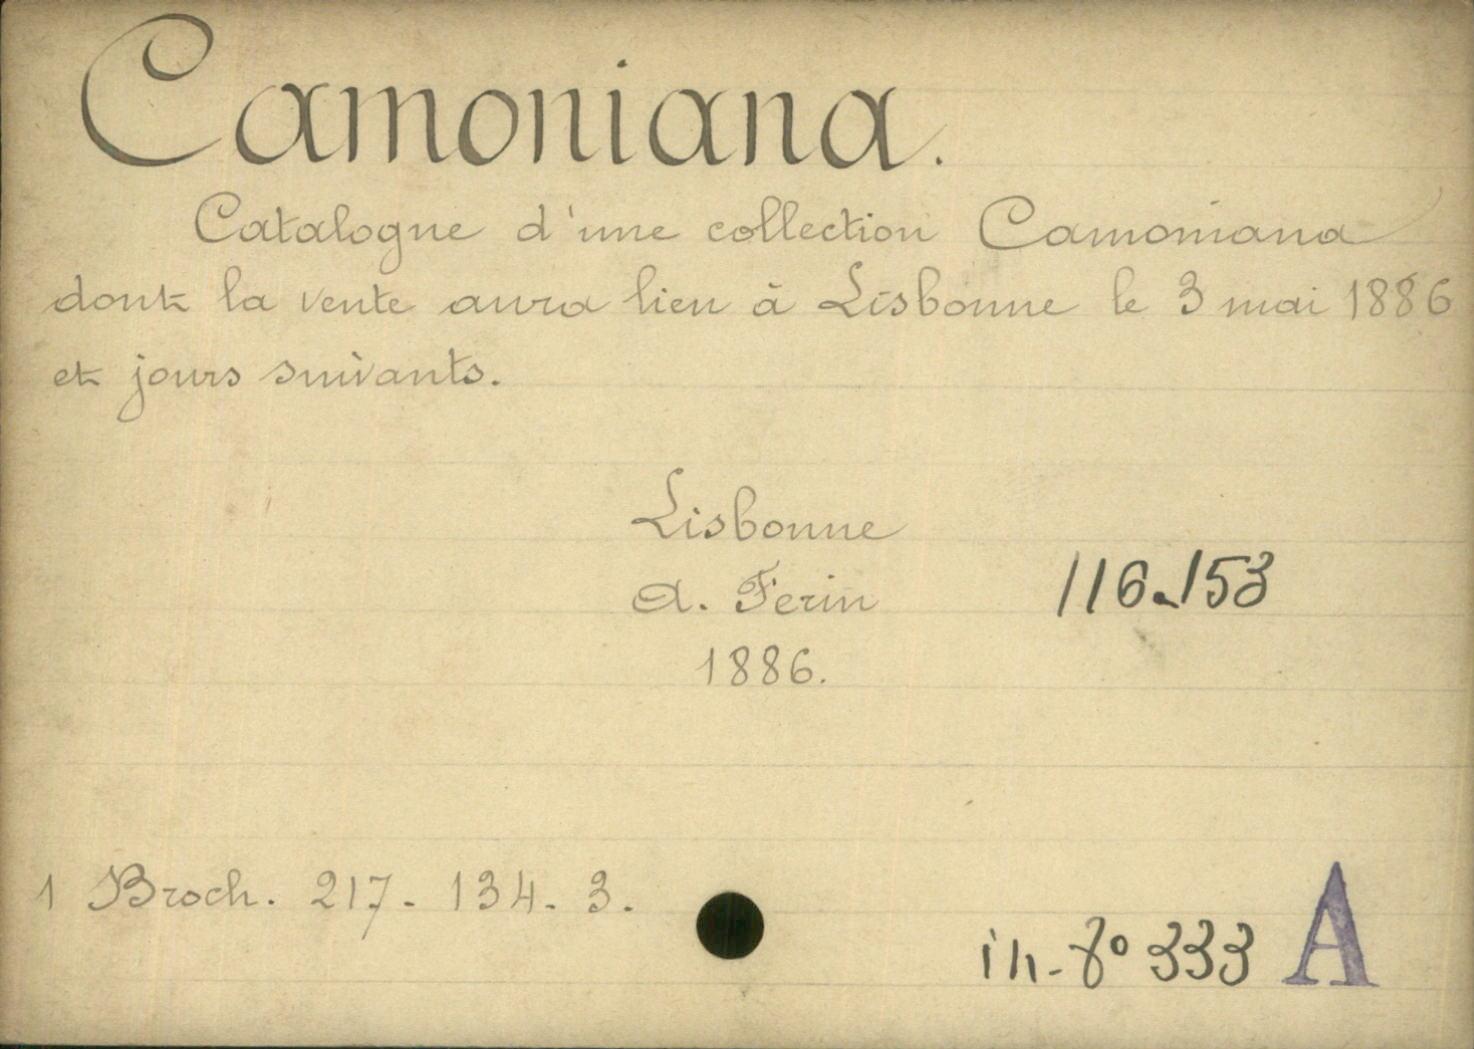 Camoniana.
Catalogne d'une collection Camoniana
dont la vente aura lieu à Lisbonne le 3 mai 1886
et jours suivants.
Lisbonne
A. Ferin
116.153
1886.
1 Broch. 217. 134. 3.
in-8° 333 A